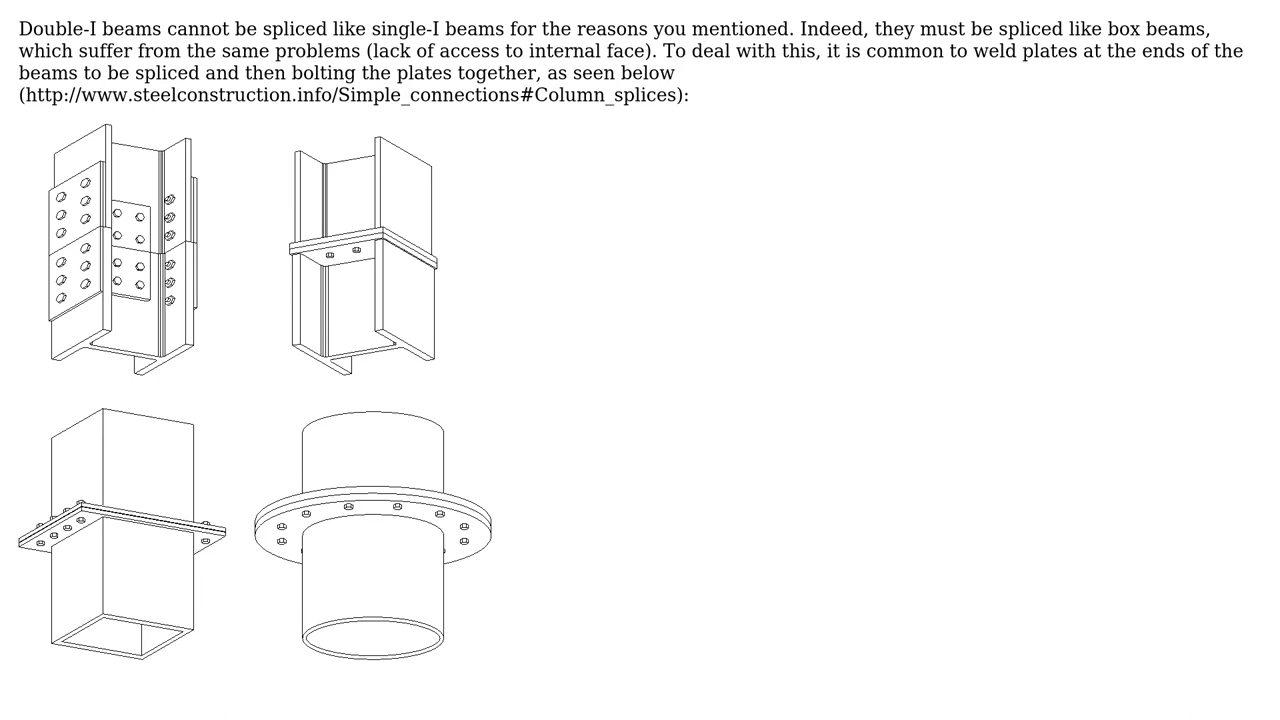 Double-I beams cannot be spliced like single-I beams for the reasons you mentioned. Indeed, they must be spliced like box beams,
which suffer from the same problems (lack of access to internal face). To deal with this, it is common to weld plates at the ends of the
beams to be spliced and then bolting the plates together, as seen below
(http://www.steelconstruction.info/Simple_connections#Column_splices):